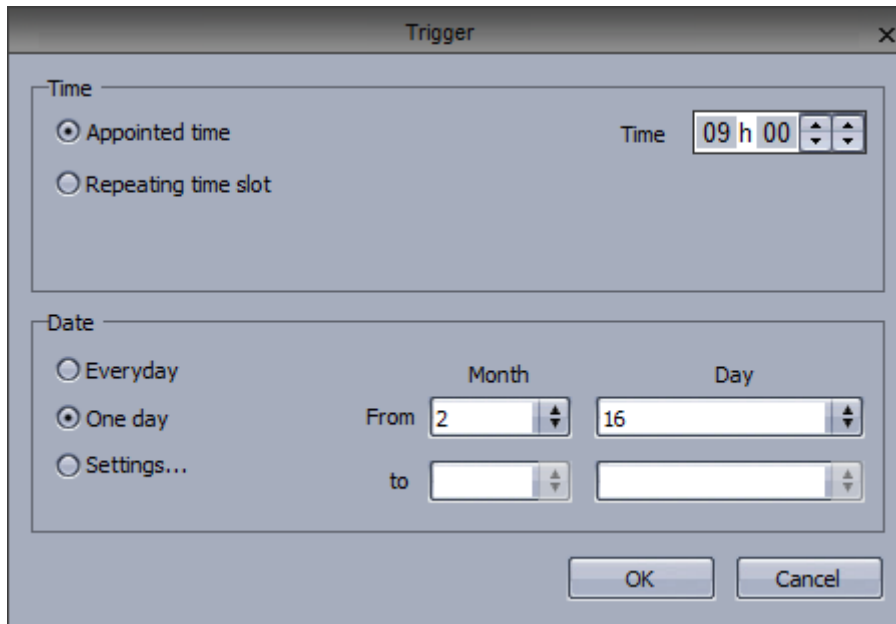 Trigger
Time
Appointed time
Time 09 h 00
Repeating time slot
Date
Everyday
Month Day
One day
From 2 16
Settings...
to
OK Cancel